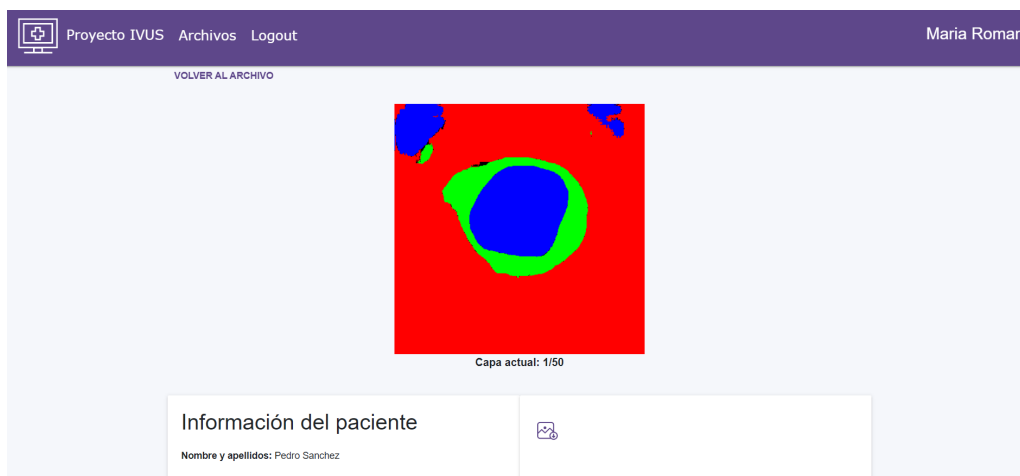 Proyecto IVUS Archivos Logout Maria Roman
VOLVER AL ARCHIVO
Capa actual: 1/50
Información del paciente
Nombre y apellidos: Pedro Sanchez